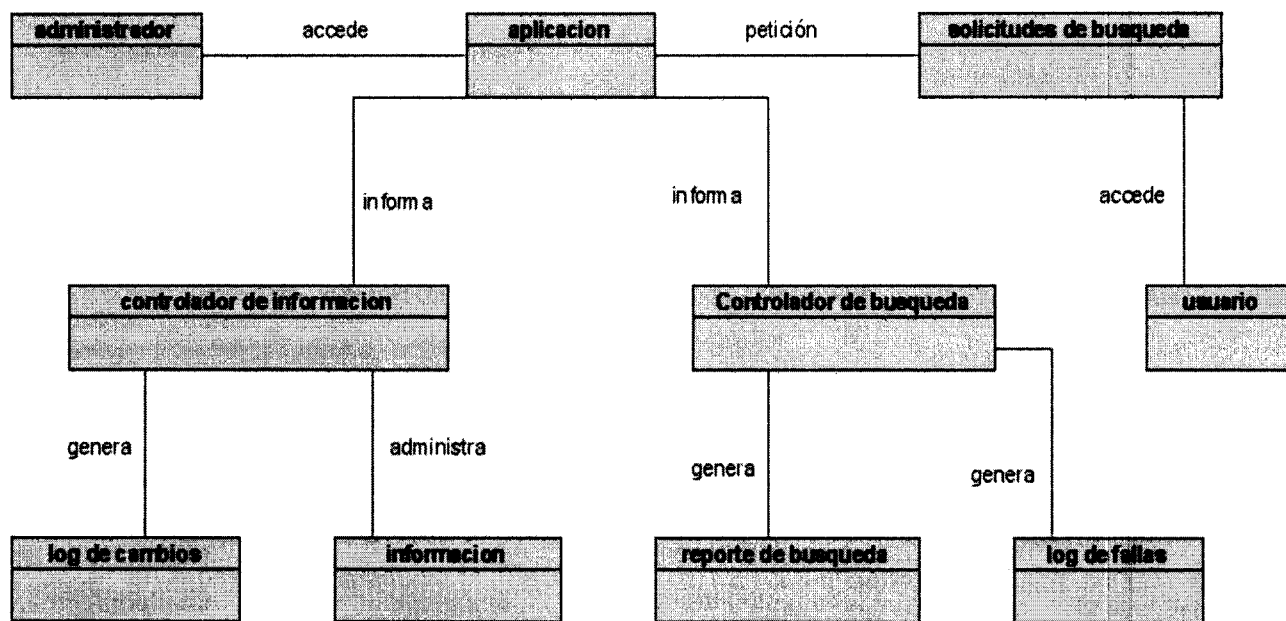 administrador
accede
aplicacion
petición
solicitudes de busqueda
informa
informa
accede
controlador de informacion
Controlador de busqueda
usuario
genera
administra
genera
genera
log de cambios
informacion
reporte de busqueda
log de fallas